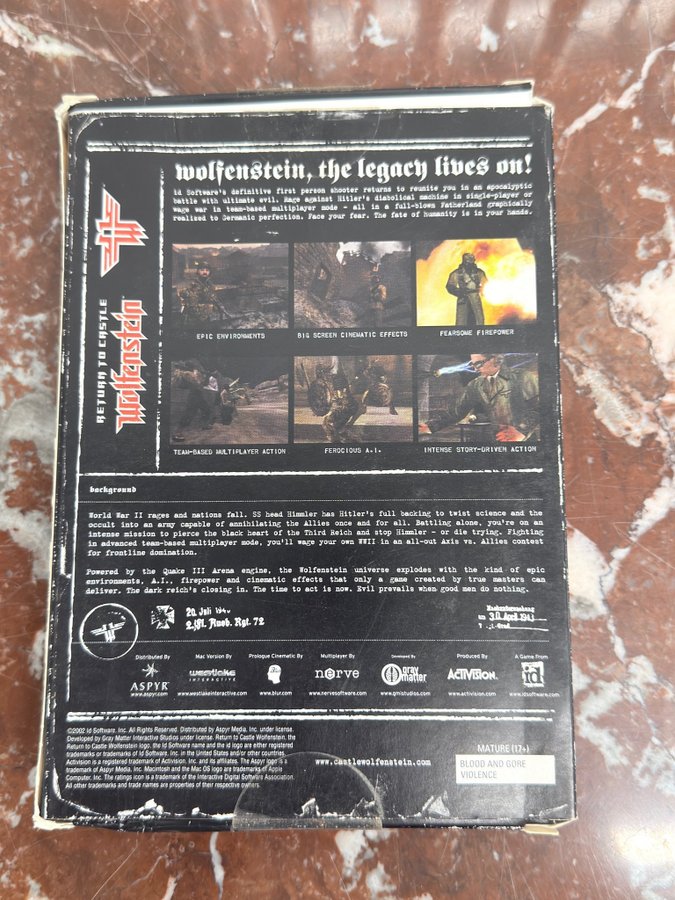 wolfenstein, the legacy lives on!
id Software's definitive first person shooter returns to reunite you in an apocalyptic
battle with ultimate evil. Rage against Hitler's diabolical machine in single-player or
wage war in team-based multiplayer mode - all in a full-blown Fatherland graphically
realized to Germanic perfection. Face your fear. The fate of humanity is in your hands.
RETURN TO CASTLE
Wolfenstein
EPIC ENVIRONMENTS
BIG SCREEN CINEMATIC EFFECTS
FEARSOME FIREPOWER
TEAM-BASED MULTIPLAYER ACTION
FEROCIOUS A.I.
INTENSE STORY-DRIVEN ACTION
background
World War II rages and nations fall. SS head Himmler has Hitler's full backing to twist science and the
occult into an army capable of annihilating the Allies once and for all. Battling alone, you're on an
intense mission to pierce the black heart of the Third Reich and stop Himmler - or die trying. Fighting
in advanced team-based multiplayer mode, you'll wage your own WWII in an all-out Axis vs. Allies contest
for frontline domination.
Powered by the Quake III Arena engine, the Wolfenstein universe explodes with the kind of epic
environments, A.I., firepower and cinematic effects that only a game created by true masters can
deliver. The dark reich's closing in. The time to act is now. Evil prevails when good men do nothing.
20. Juli
Rgt. 72
30. April
Distributed By
ASPYR
www.aspyr.com
Mac Version By
westlake
INTERACTIVE
www.westlakeinteractive.com
Prologue Cinematic By
www.blur.com
Multiplayer By
nerve
www.nervesoftware.com
Developed By
gray matter
www.gmistudios.com
Produced By
ACTIVISION.
www.activision.com
A Game From
id
www.idsoftware.com
©2002 id Software, Inc. All Rights Reserved. Distributed by Aspyr Media, Inc. under license.
Developed by Gray Matter Interactive Studios under license. Return to Castle Wolfenstein, the
Return to Castle Wolfenstein logo, the id Software name and the id logo are either registered
trademarks or trademarks of Id Software, Inc. in the United States and/or other countries.
Activision is a registered trademark of Activision, Inc. and its affiliates. The Aspyr logo is a
trademark of Aspyr Media, Inc. Macintosh and the Mac OS logo are trademarks of Apple
Computer, Inc. The ratings icon is a trademark of the Interactive Digital Software Association.
All other trademarks and trade names are properties of their respective owners.
www.castlewolfenstein.com
MATURE (17+)
BLOOD AND GORE
VIOLENCE